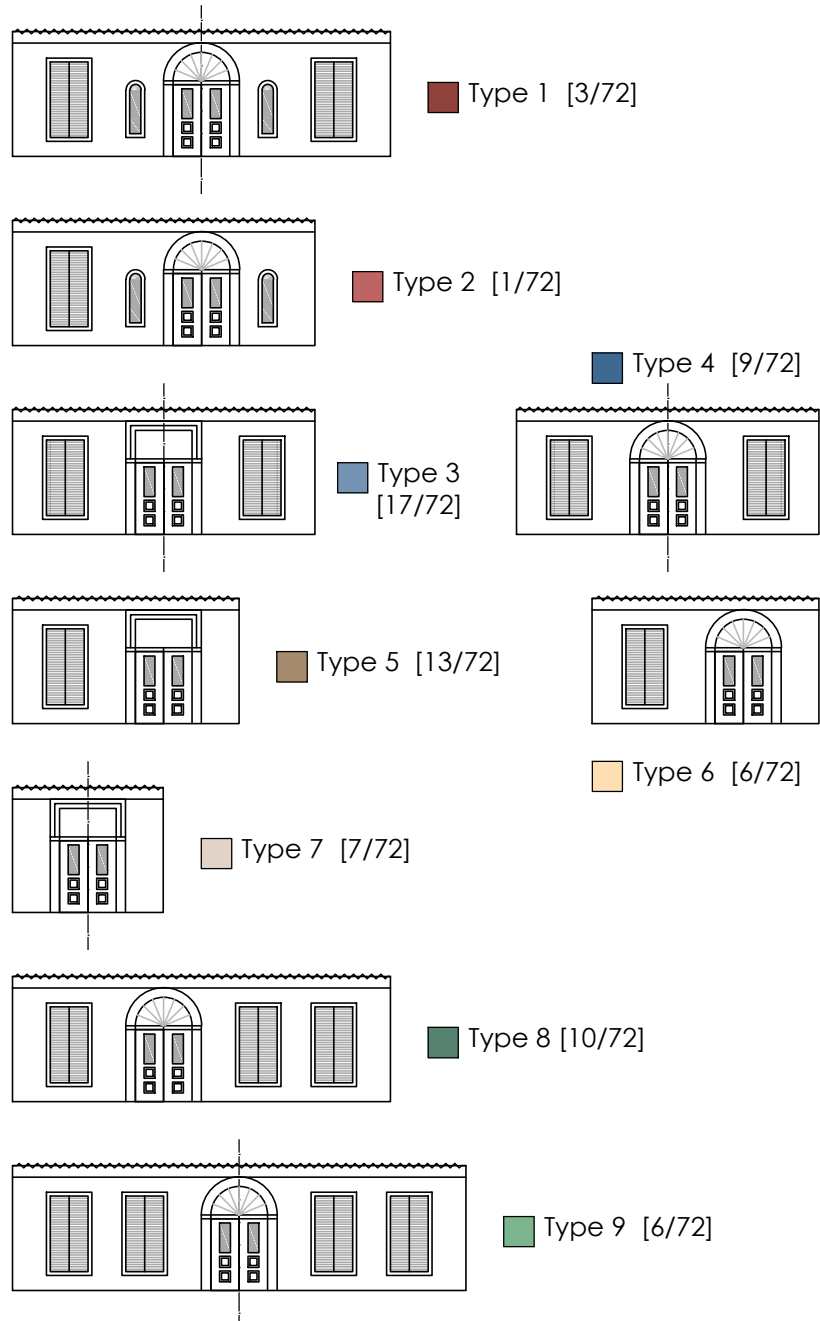 Type 1 [3/72]
Type 2 [1/72]
Type 4 [9/72]
Type 3
[17/72]
Type 5 [13/72]
Type 6 [6/72]
Type 7 [7/72]
Type 8 [10/72]
Type 9 [6/72]